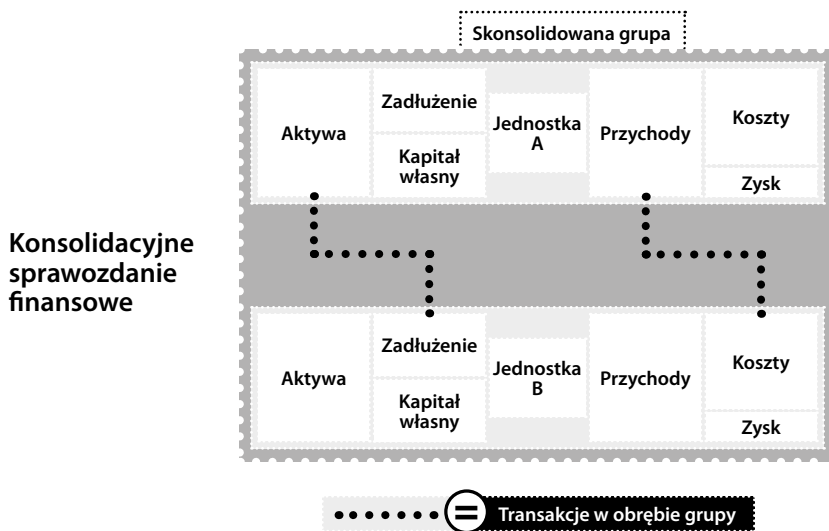 Skonsolidowana grupa
Aktywa
Zadłużenie
Kapitał
własny
Jednostka
A
Przychody
Koszty
Zysk
Konsolidacyjne
sprawozdanie
finansowe
Aktywa
Zadłużenie
Kapitał
własny
Jednostka
B
Przychody
Koszty
Zysk
= Transakcje w obrębie grupy